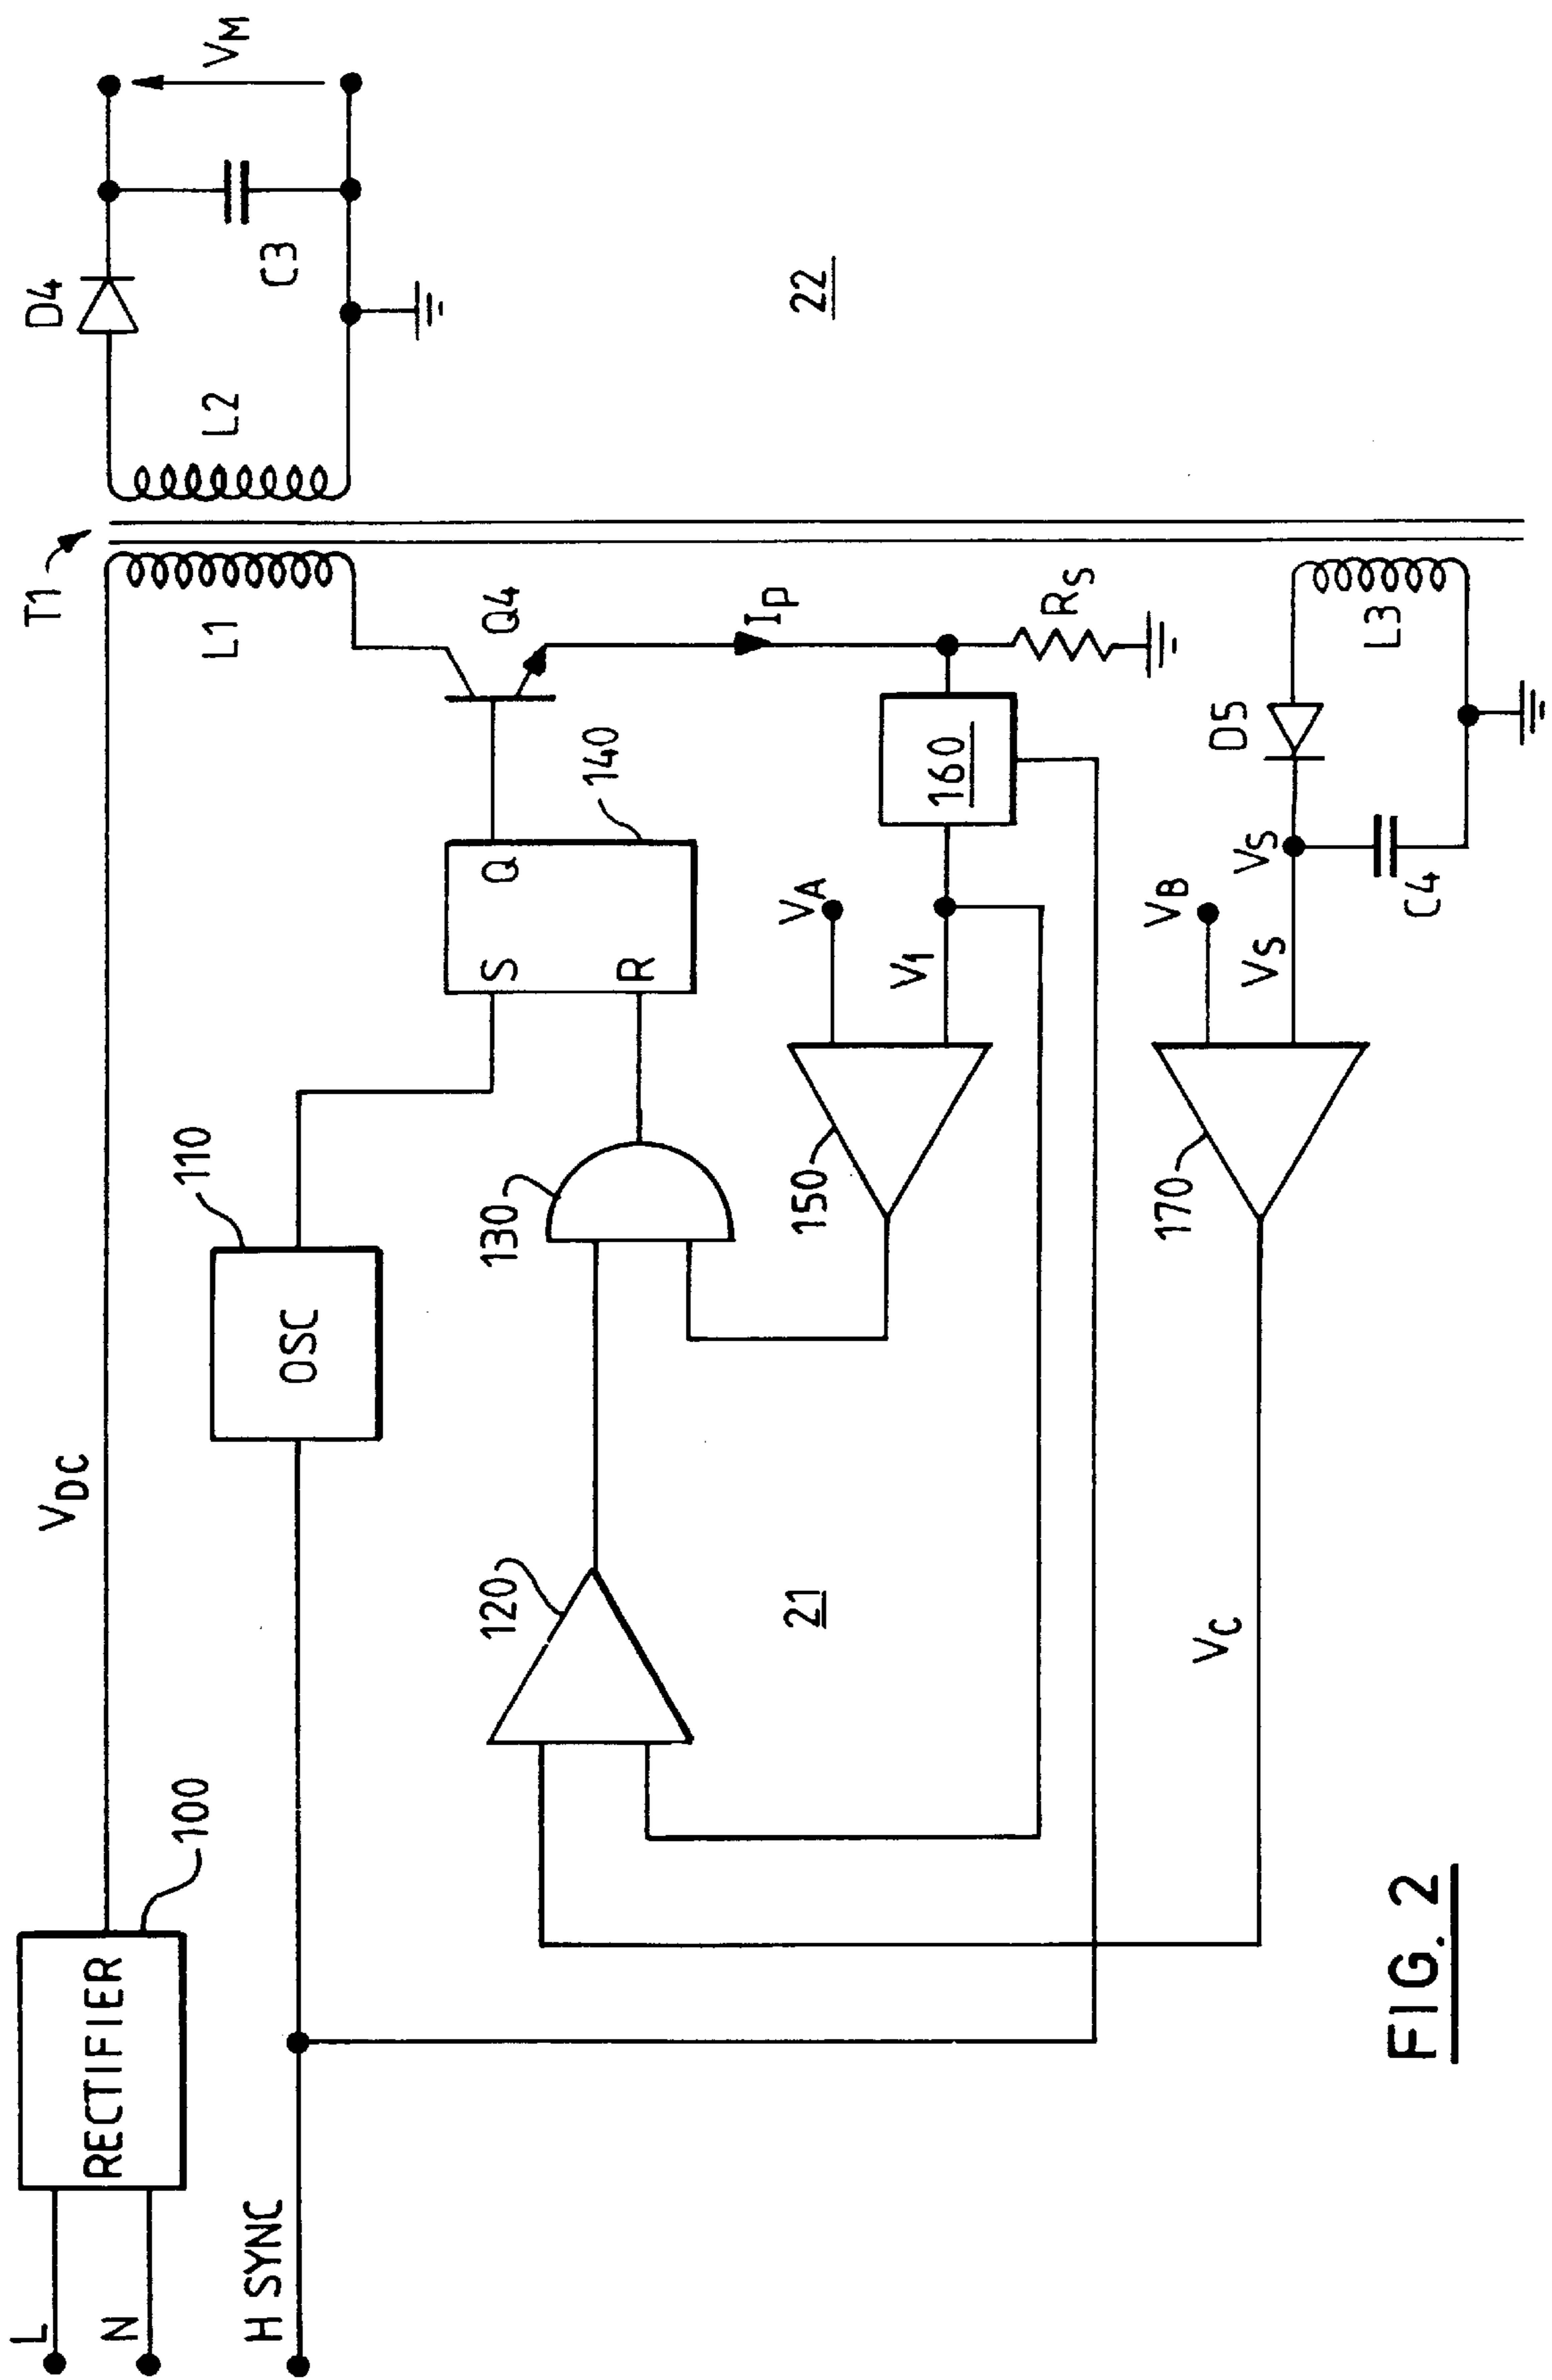 L
N
RECTIFIER
100
VDC
T1
L1
L2
D4
C3
VM
H SYNC
OSC
110
S
Q
R
140
Q4
Ip
RS
120
130
150
VA
V1
160
21
22
VC
170
VB
VS
VS
D5
C4
L3
FIG. 2